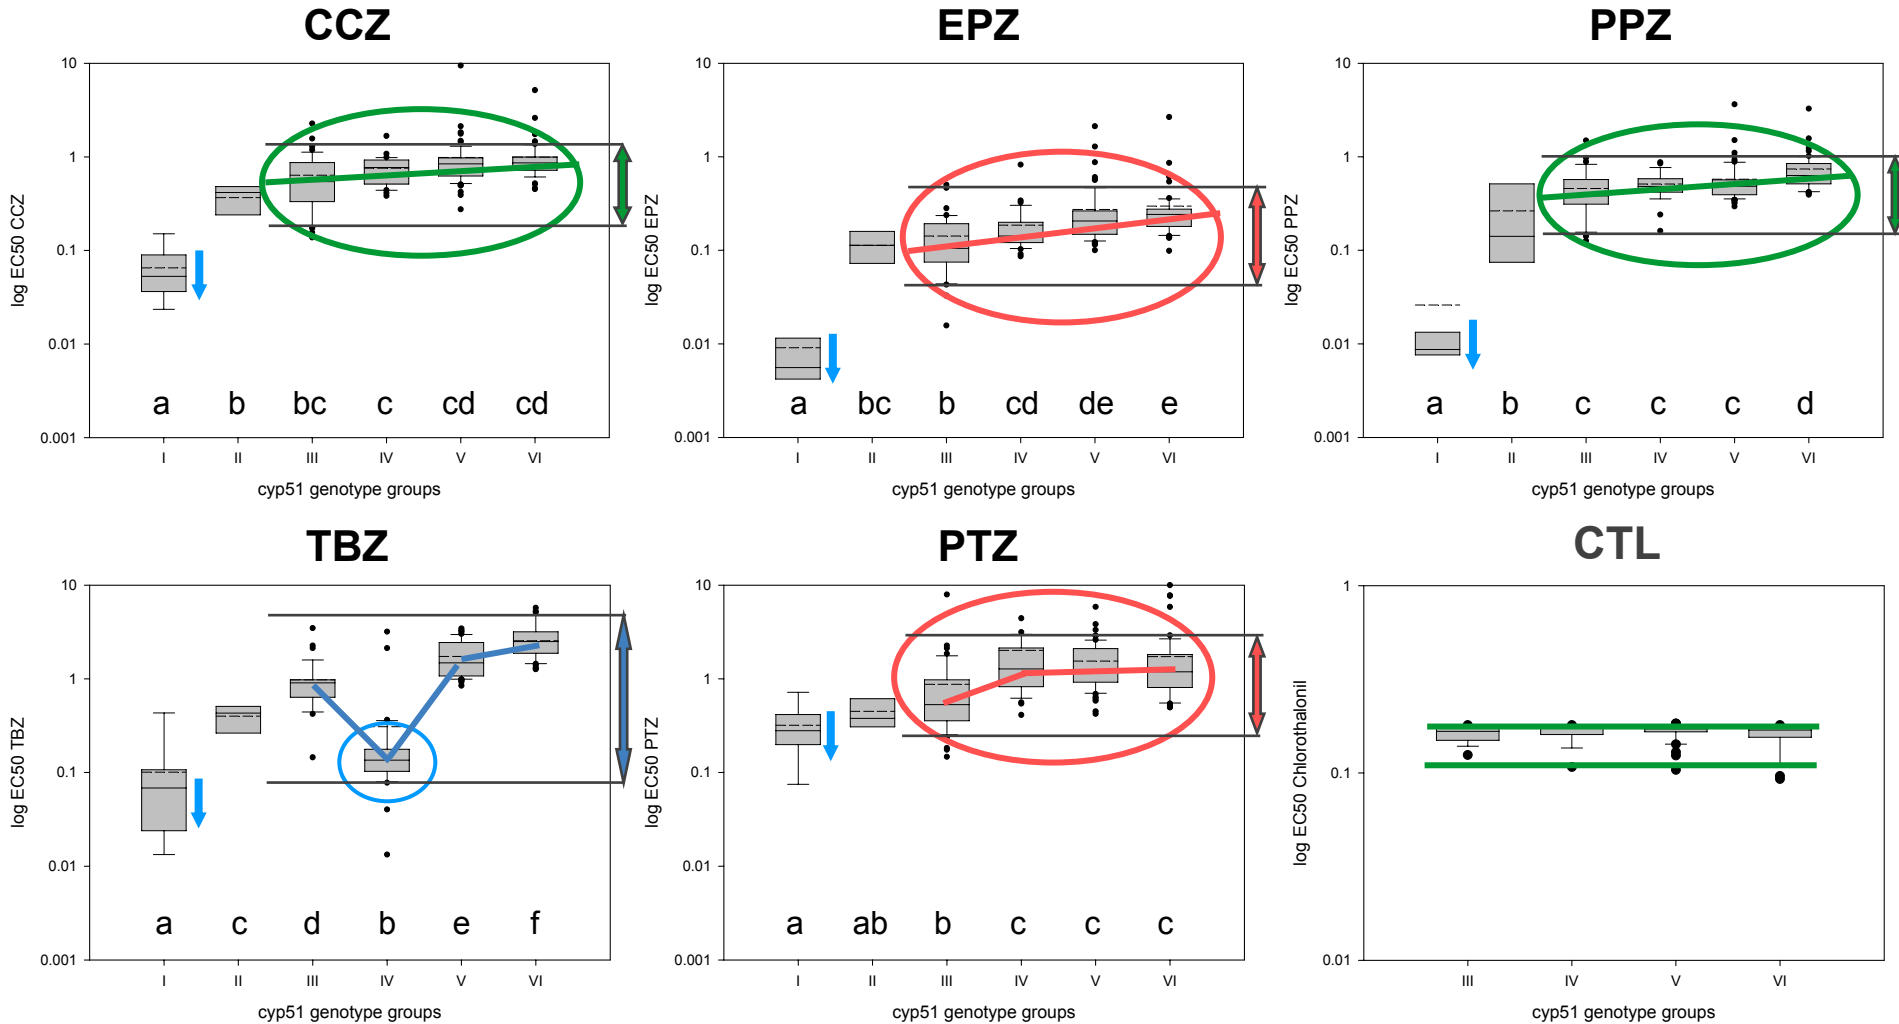 CCZ
EPZ
PPZ
10
1
0.1
0.01
0.001
log EC50 CCZ
a b bc c cd cd
I II III IV V VI
cyp51 genotype groups
10
1
0.1
0.01
0.001
log EC50 EPZ
a bc b cd de e
I II III IV V VI
cyp51 genotype groups
10
1
0.1
0.01
0.001
log EC50 PPZ
a b c c c d
I II III IV V VI
cyp51 genotype groups
TBZ
PTZ
CTL
10
1
0.1
0.01
0.001
log EC50 TBZ
a c d b e f
I II III IV V VI
cyp51 genotype groups
10
1
0.1
0.01
0.001
log EC50 PTZ
a ab b c c c
I II III IV V VI
cyp51 genotype groups
1
0.1
0.01
log EC50 Chlorothalonil
III IV V VI
cyp51 genotype groups